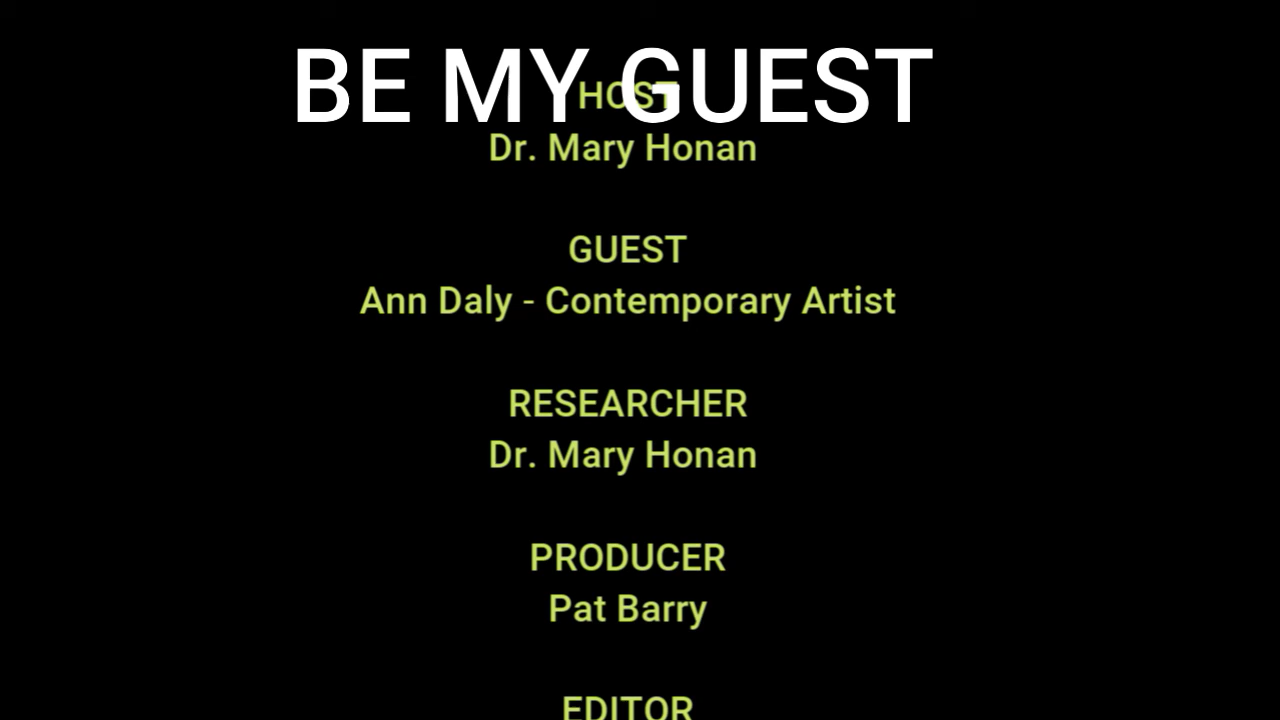 BE MY GUEST
HOST
Dr. Mary Honan
GUEST
Ann Daly - Contemporary Artist
RESEARCHER
Dr. Mary Honan
PRODUCER
Pat Barry
EDITOR